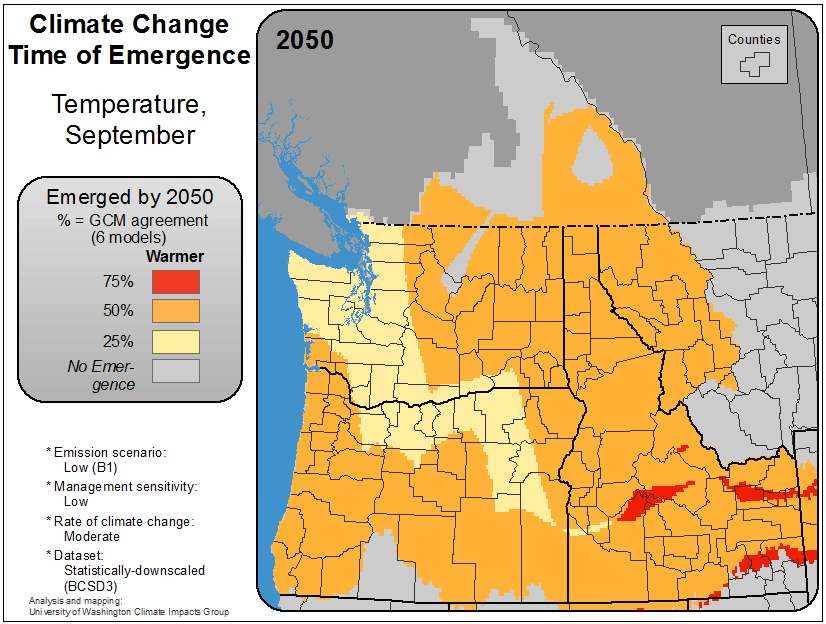 Climate Change
Time of Emergence
Temperature,
September
Emerged by 2050
% = GCM agreement
(6 models)
Warmer
75%
50%
25%
No Emer-
gence
* Emission scenario:
Low (B1)
* Management sensitivity:
Low
* Rate of climate change:
Moderate
* Dataset:
Statistically-downscaled
(BCSD3)
Analysis and mapping:
University of Washington Climate Impacts Group
2050
Counties